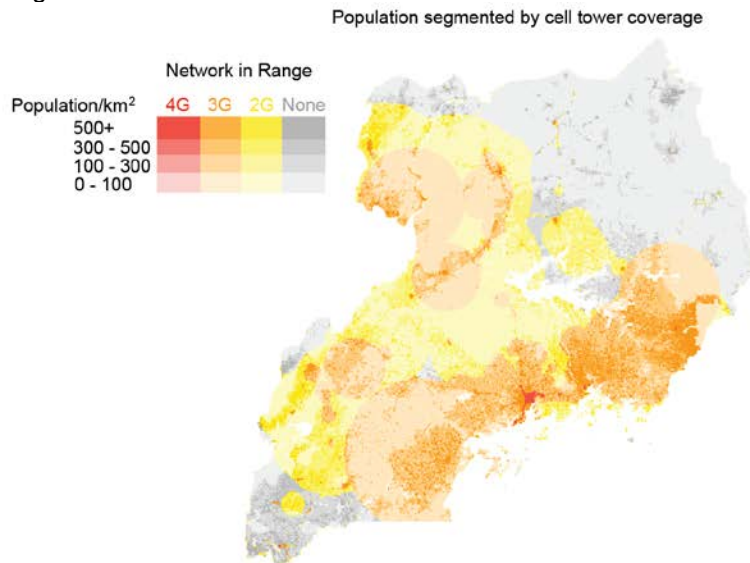 Population segmented by cell tower coverage
Network in Range
Population/km² 4G 3G 2G None
500+
300 - 500
100 - 300
0 - 100